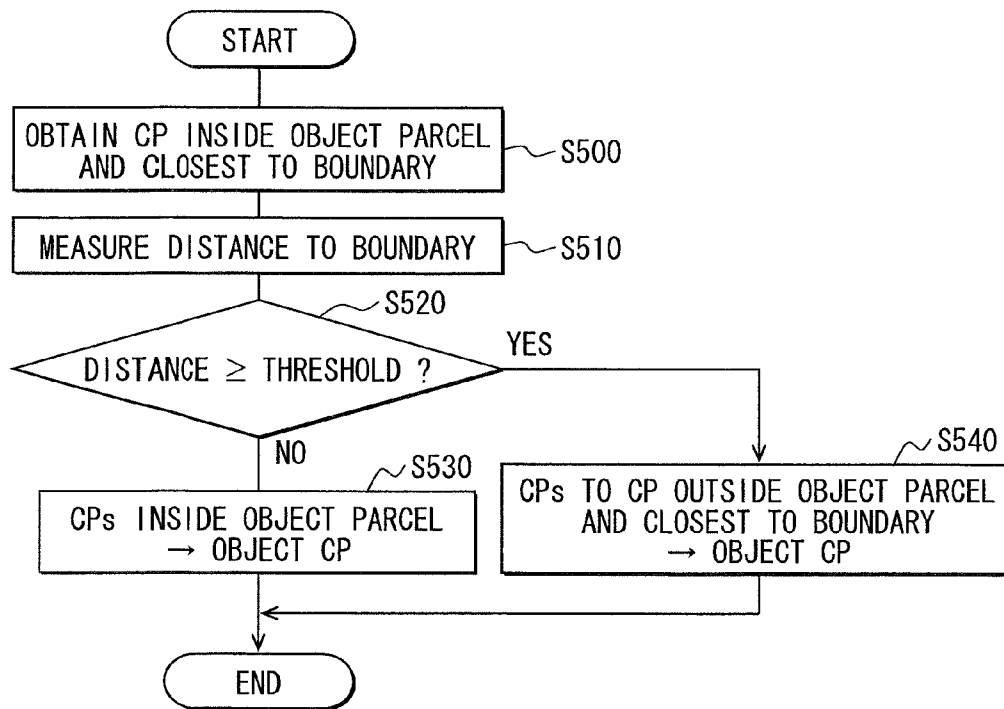 START
OBTAIN CP INSIDE OBJECT PARCEL
AND CLOSEST TO BOUNDARY
S500
MEASURE DISTANCE TO BOUNDARY
S510
S520
DISTANCE ≥ THRESHOLD ?
YES
NO
S530
CPs INSIDE OBJECT PARCEL
→ OBJECT CP
S540
CPs TO CP OUTSIDE OBJECT PARCEL
AND CLOSEST TO BOUNDARY
→ OBJECT CP
END